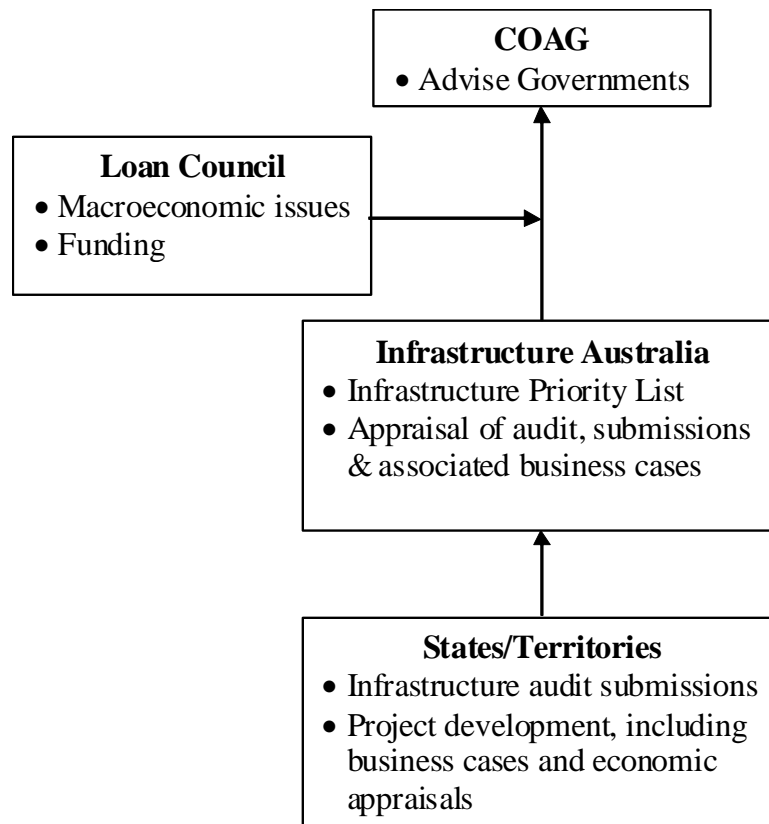 COAG
• Advise Governments
Loan Council
• Macroeconomic issues
• Funding
Infrastructure Australia
• Infrastructure Priority List
• Appraisal of audit, submissions
& associated business cases
States/Territories
• Infrastructure audit submissions
• Project development, including
business cases and economic
appraisals